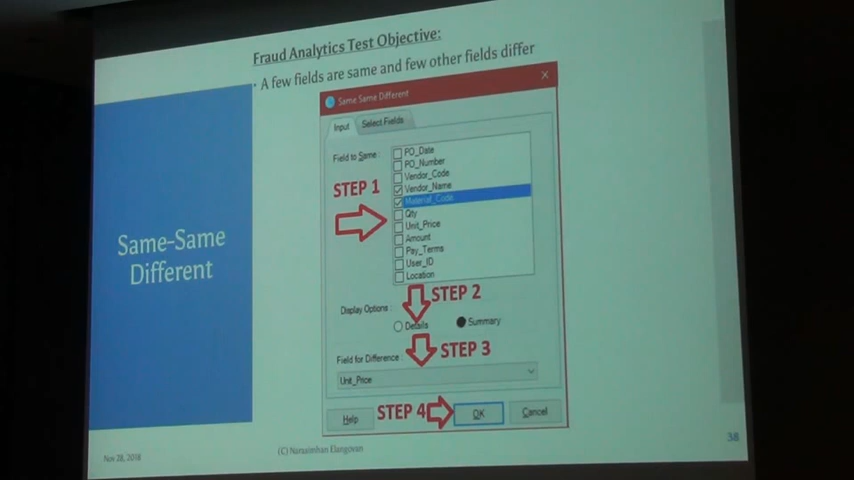 Fraud Analytics Test Objective:
• A few fields are same and few other fields differ
Same-Same
Different
Same Same Different
X
Input
Select Fields
Field to Same :
PO_Date
PO_Number
Vendor_Code
Vendor_Name
Material_Code
Qty
Unit_Price
Amount
Pay_Terms
User_ID
Location
STEP 1
STEP 2
Display Options :
Details
Summary
STEP 3
Field for Difference :
Unit_Price
STEP 4
Help
OK
Cancel
Nov 28, 2018
(C) Narasimhan Elangovan
38